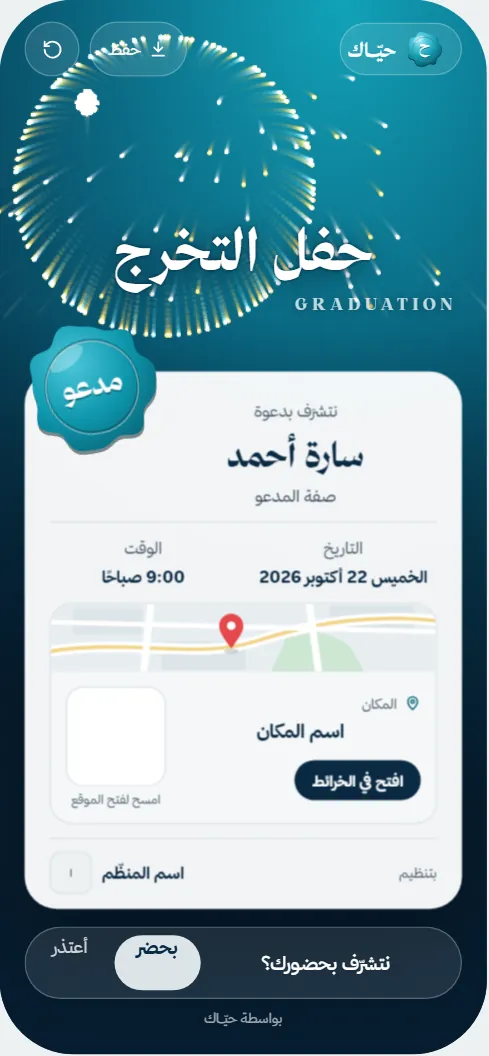 ح حيّاك
حفظ
حفل التخرج
GRADUATION
مدعو
نتشرف بدعوة
سارة أحمد
صفة المدعو
التاريخ
الوقت
الخميس 22 أكتوبر 2026
9:00 صباحًا
المكان
اسم المكان
افتح في الخرائط
امسح لفتح الموقع
بتنظيم
اسم المنظّم
ا
نتشرّف بحضورك؟
بحضر
أعتذر
بواسطة حيّاك